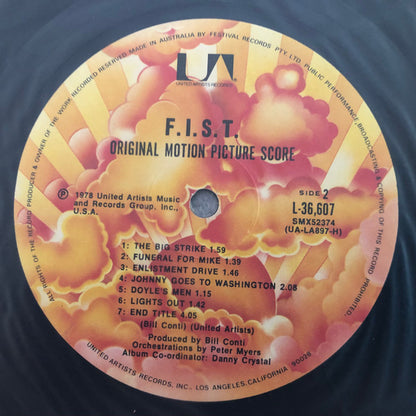 ALL RIGHTS OF THE RECORD PRODUCER & OWNER OF THE WORK RECORDED RESERVED. MADE IN AUSTRALIA BY FESTIVAL RECORDS PTY. LTD. PUBLIC PERFORMANCE, BROADCASTING & COPYING OF THIS RECORD PROHIBITED.
UA
UNITED ARTISTS RECORDS
F.I.S.T.
ORIGINAL MOTION PICTURE SCORE
℗ 1978 United Artists Music
and Records Group, Inc.,
U.S.A.
SIDE 2
L-36,607
SMX52374
(UA-LA897-H)
1: THE BIG STRIKE 1.59
2: FUNERAL FOR MIKE 1.39
3: ENLISTMENT DRIVE 1.46
4: JOHNNY GOES TO WASHINGTON 2.08
5: DOYLE'S MEN 1.15
6: LIGHTS OUT 1.42
7: END TITLE 4.05
(Bill Conti) (United Artists)
Produced by Bill Conti
Orchestrations by Peter Myers
Album Co-ordinator: Danny Crystal
UNITED ARTISTS RECORDS, INC., LOS ANGELES, CALIFORNIA 90028